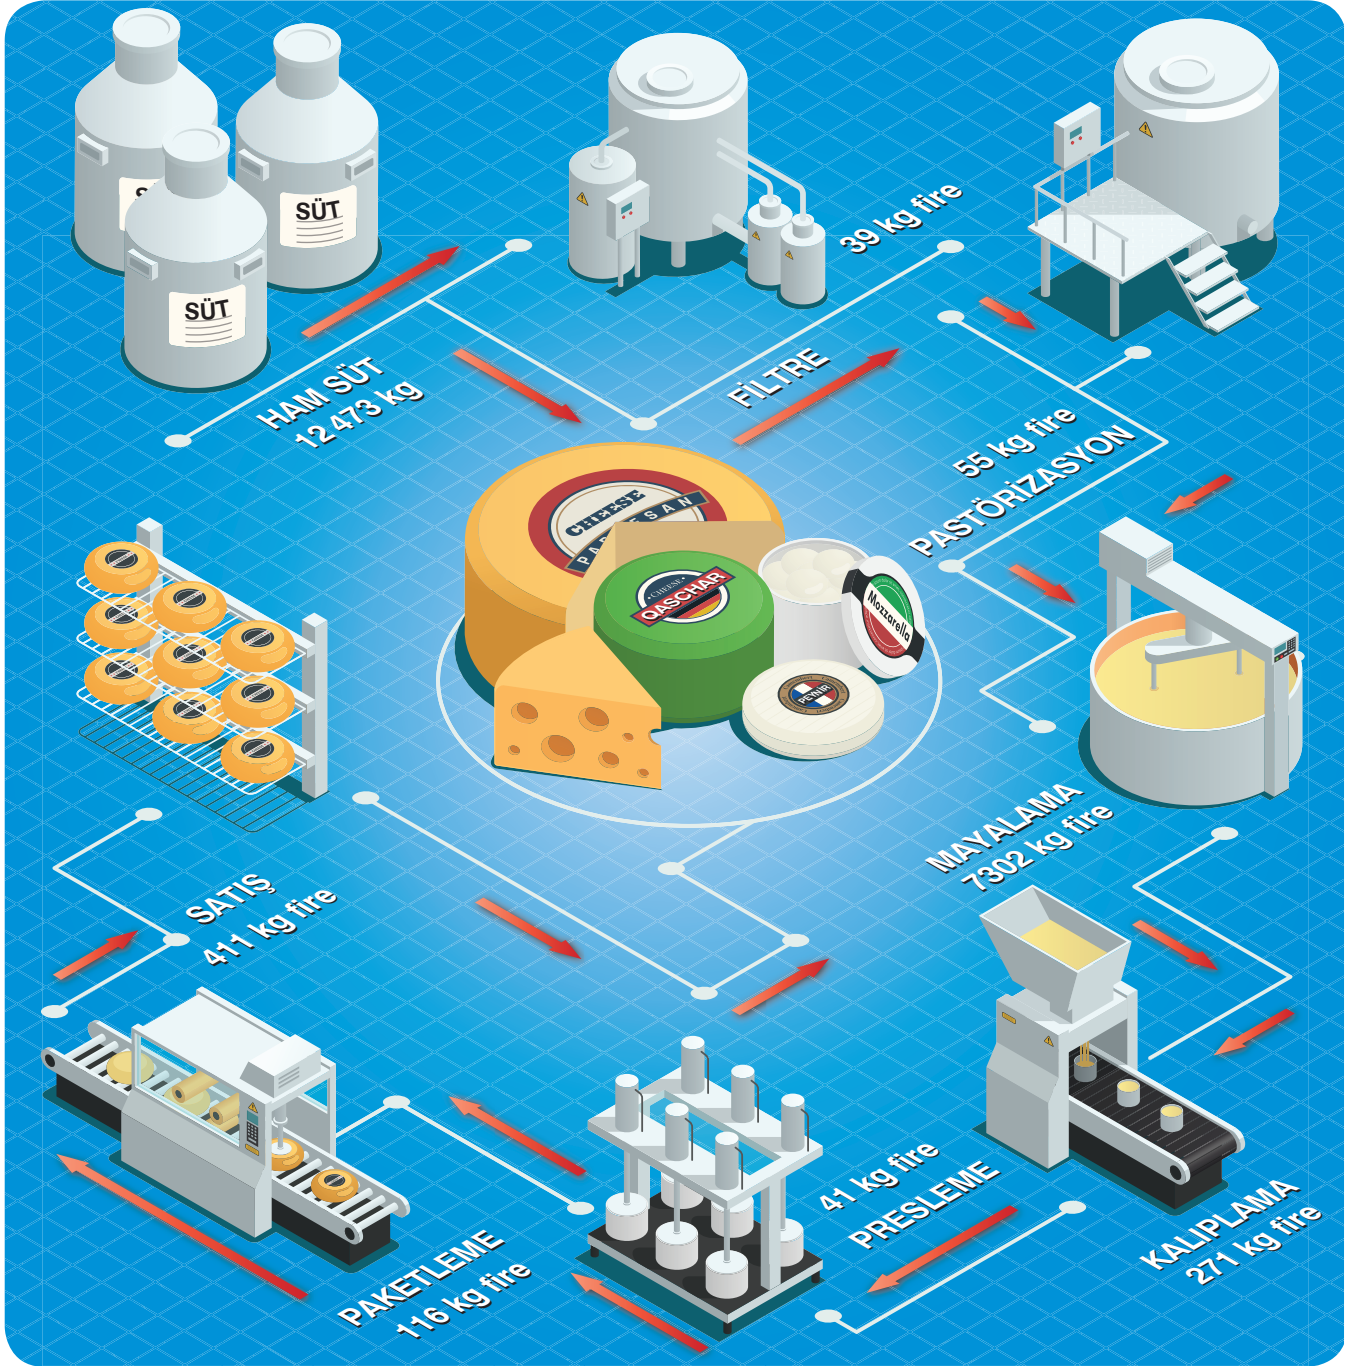 SÜT
SÜT
HAM SÜT
12 473 kg
39 kg fire
FİLTRE
55 kg fire
PASTÖRİZASYON
CHEESE
CHEESE
QASCHAR
Mozzarella
PEYNİR
MAYALAMA
7302 kg fire
SATIŞ
411 kg fire
41 kg fire
PRESLEME
KALIPLAMA
271 kg fire
PAKETLEME
116 kg fire